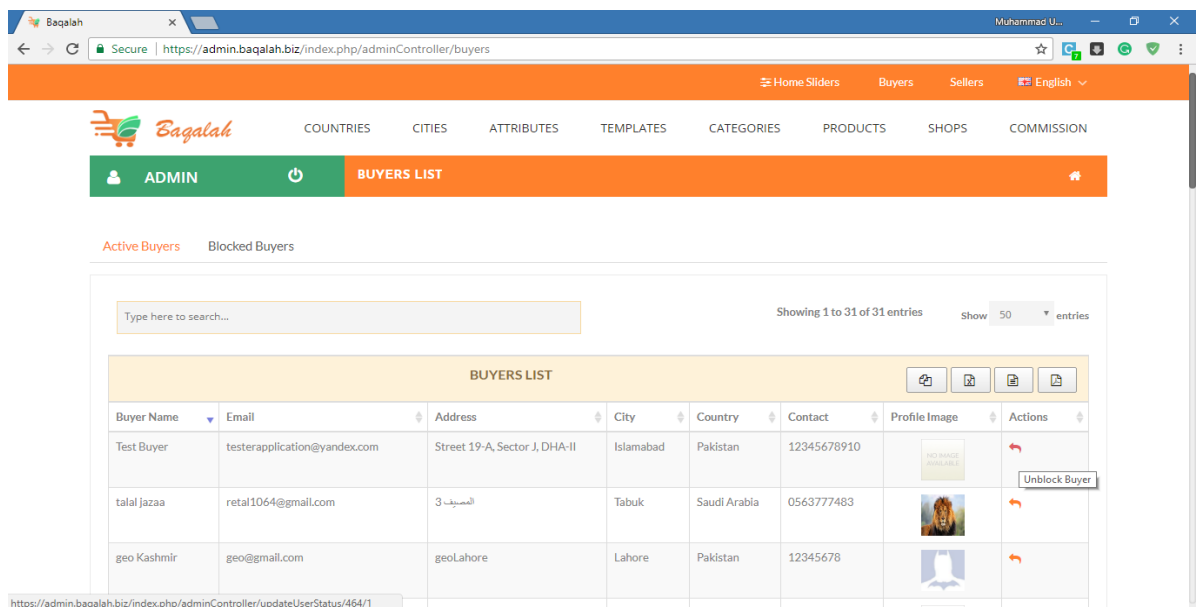 Baqalah
Muhammad U...
Secure | https://admin.baqalah.biz/index.php/adminController/buyers
7
Home Sliders Buyers Sellers English
Baqalah COUNTRIES CITIES ATTRIBUTES TEMPLATES CATEGORIES PRODUCTS SHOPS COMMISSION
ADMIN BUYERS LIST
Active Buyers Blocked Buyers
Type here to search... Showing 1 to 31 of 31 entries Show 50 entries
BUYERS LIST
Buyer Name Email Address City Country Contact Profile Image Actions
Test Buyer testerapplication@yandex.com Street 19-A, Sector J, DHA-II Islamabad Pakistan 12345678910
NO IMAGE
AVAILABLE
Unblock Buyer
talal jazaa retal1064@gmail.com المصيف 3 Tabuk Saudi Arabia 0563777483
geo Kashmir geo@gmail.com geoLahore Lahore Pakistan 12345678
https://admin.baqalah.biz/index.php/adminController/updateUserStatus/464/1